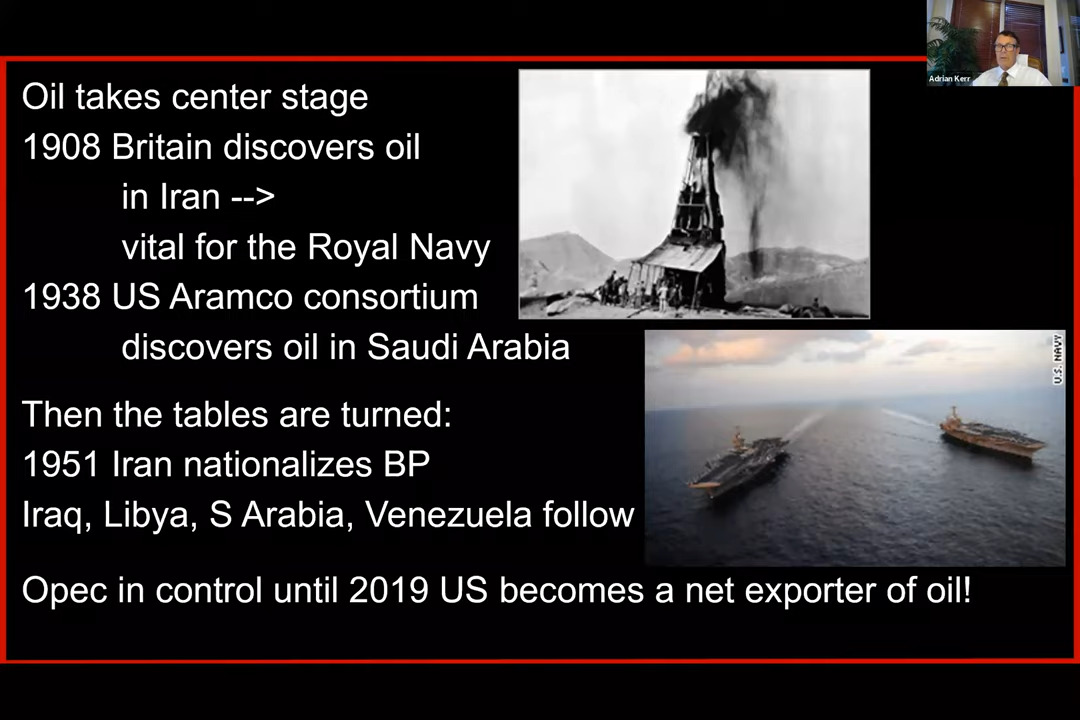 Oil takes center stage
1908 Britain discovers oil
in Iran -->
vital for the Royal Navy
1938 US Aramco consortium
discovers oil in Saudi Arabia
Then the tables are turned:
1951 Iran nationalizes BP
Iraq, Libya, S Arabia, Venezuela follow
Opec in control until 2019 US becomes a net exporter of oil!
U.S. NAVY
Adrian Kerr